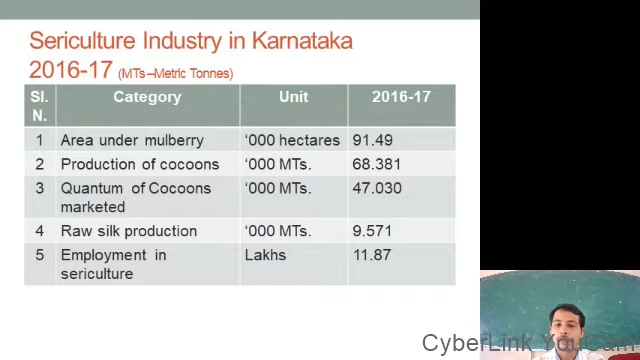 Sericulture Industry in Karnataka
2016-17 (MTs–Metric Tonnes)
Sl. N. Category Unit 2016-17
1 Area under mulberry ‘000 hectares 91.49
2 Production of cocoons ‘000 MTs. 68.381
3 Quantum of Cocoons marketed ‘000 MTs. 47.030
4 Raw silk production ‘000 MTs. 9.571
5 Employment in sericulture Lakhs 11.87
CyberLink YouCam